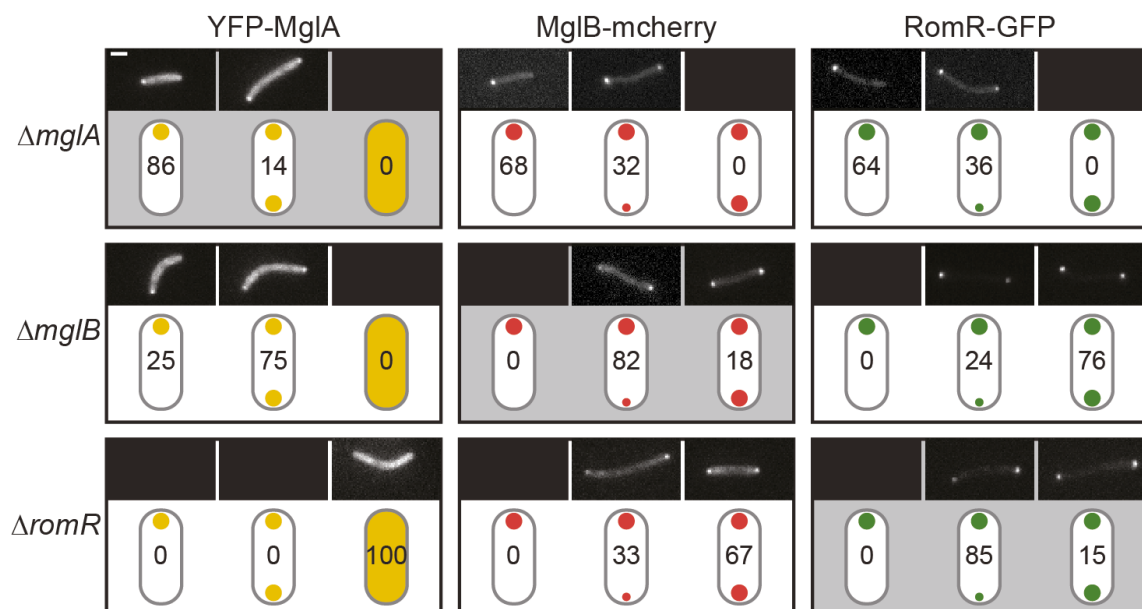 YFP-MglA MglB-mcherry RomR-GFP
ΔmglA
86 14 0 68 32 0 64 36 0
ΔmglB
25 75 0 0 82 18 0 24 76
ΔromR
0 0 100 0 33 67 0 85 15